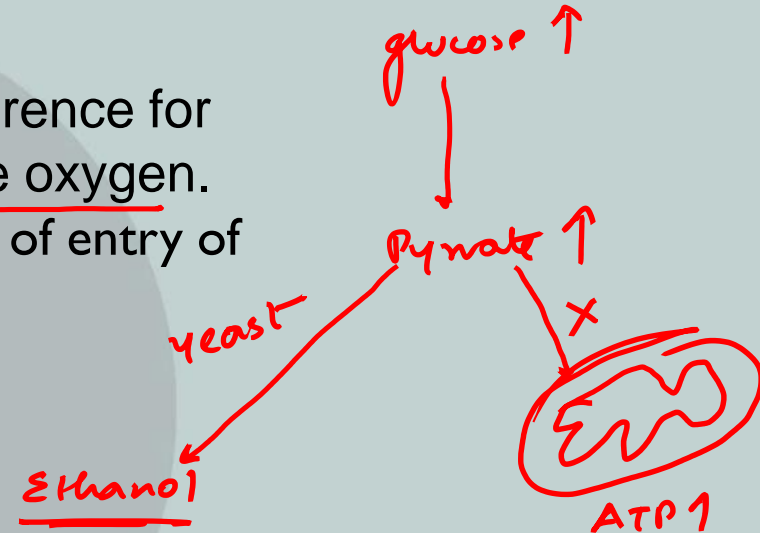 glucose ↑
rence for
e oxygen.
of entry of
Pyruvate ↑
yeast
X
Ethanol
ATP ↑